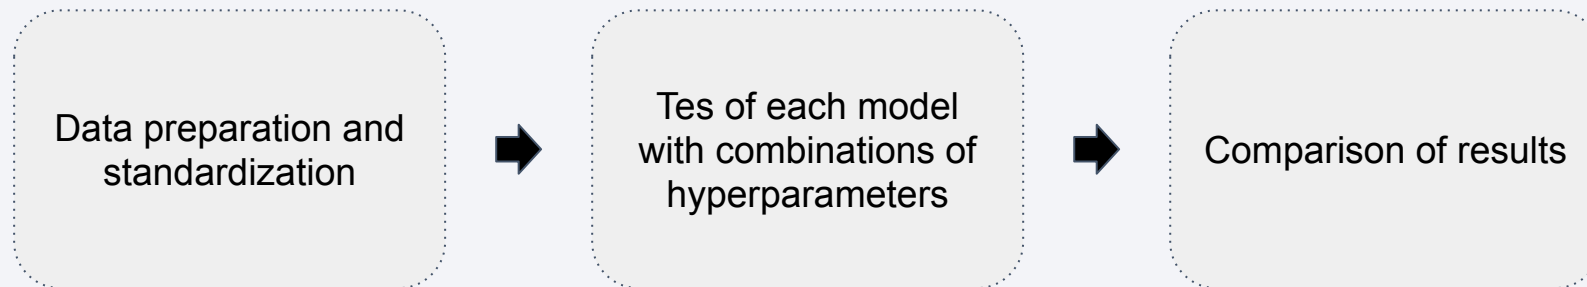 Data preparation and
standardization
Tes of each model
with combinations of
hyperparameters
Comparison of results